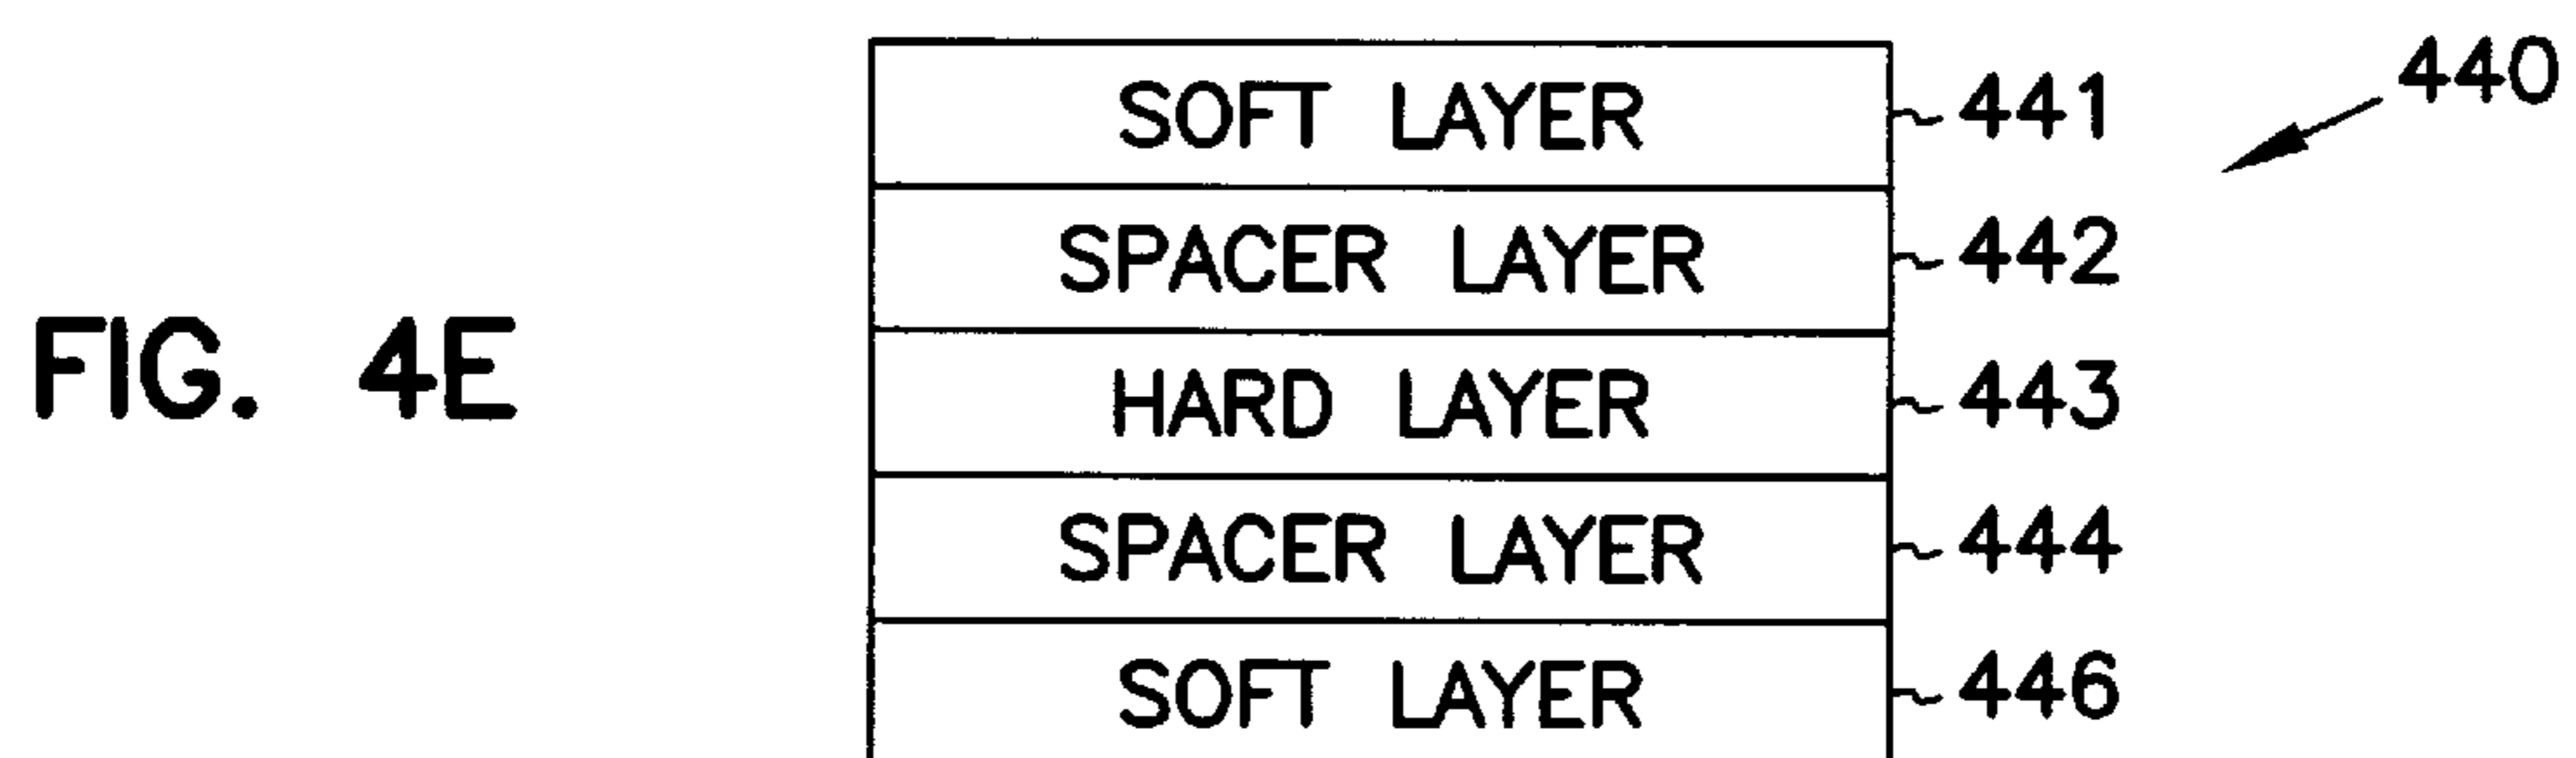 440
SOFT LAYER 441
SPACER LAYER 442
FIG. 4E
HARD LAYER 443
SPACER LAYER 444
SOFT LAYER 446